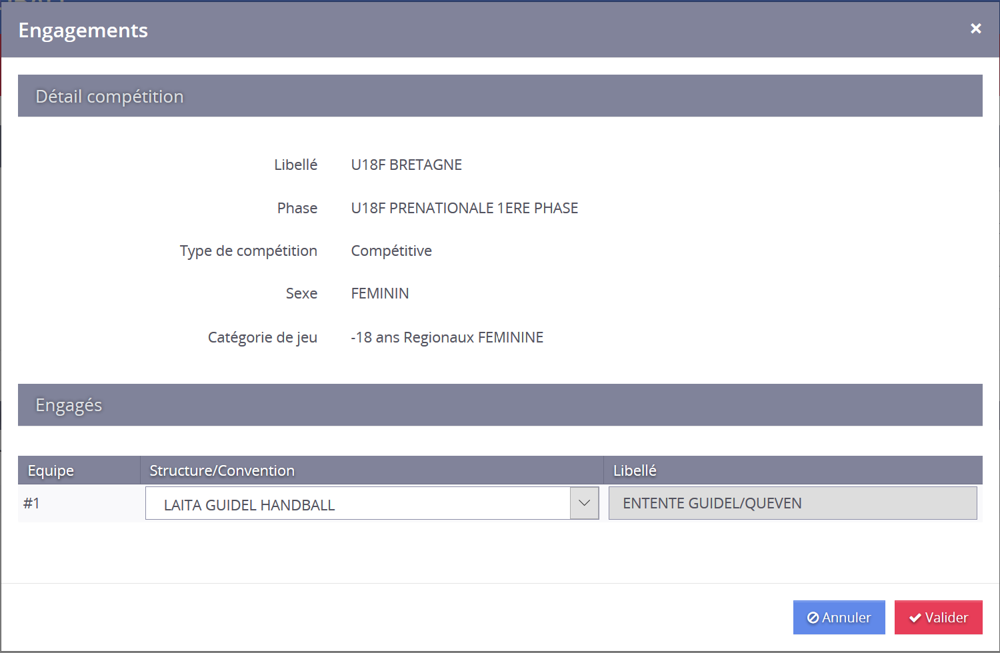 Engagements
Détail compétition
Libellé U18F BRETAGNE
Phase U18F PRENATIONALE 1ERE PHASE
Type de compétition Compétitive
Sexe FEMININ
Catégorie de jeu -18 ans Regionaux FEMININE
Engagés
Equipe Structure/Convention Libellé
#1 LAITA GUIDEL HANDBALL ENTENTE GUIDEL/QUEVEN
Annuler Valider